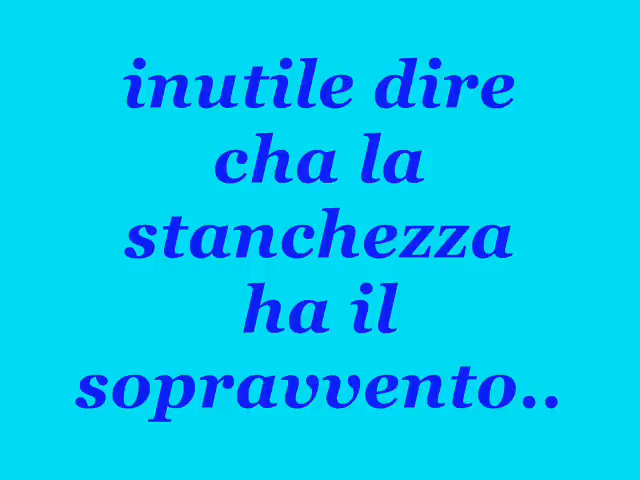 inutile dire
cha la
stanchezza
ha il
sopravvento..